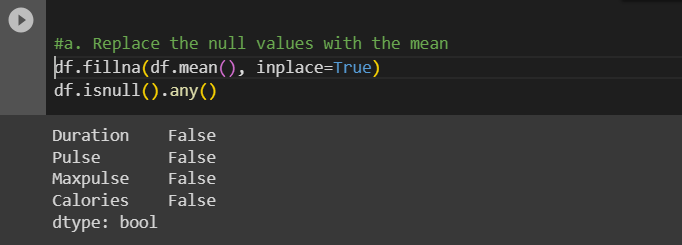 #a. Replace the null values with the mean
df.fillna(df.mean(), inplace=True)
df.isnull().any()
Duration    False
Pulse       False
Maxpulse    False
Calories    False
dtype: bool